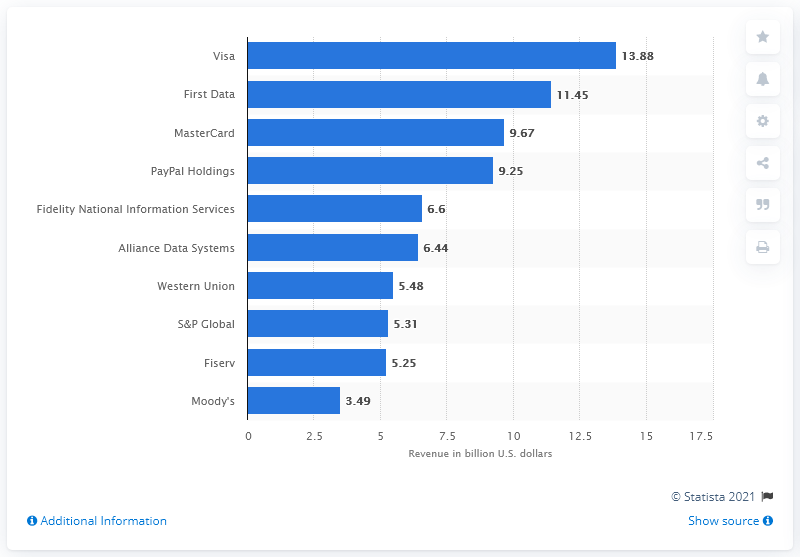 Visa 13.88
First Data 11.45
MasterCard 9.67
PayPal Holdings 9.25
Fidelity National Information Services 6.6
Alliance Data Systems 6.44
Western Union 5.48
S&P Global 5.31
Fiserv 5.25
Moody's 3.49
0 2.5 5 7.5 10 12.5 15 17.5
Revenue in billion U.S. dollars
© Statista 2021
Additional Information Show source